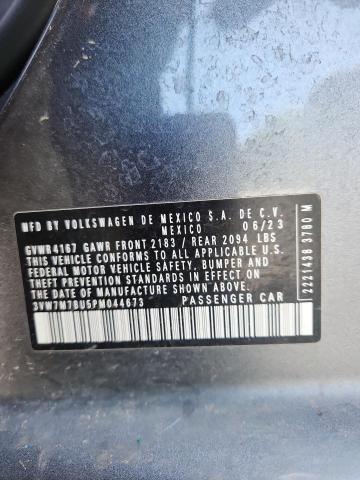 MFD BY VOLKSWAGEN DE MEXICO S.A. DE C.V.
MEXICO 06/23
GVWR4167 GAWR FRONT 2183 / REAR 2094 LBS
THIS VEHICLE CONFORMS TO ALL APPLICABLE U.S.
FEDERAL MOTOR VEHICLE SAFETY, BUMPER, AND
THEFT PREVENTION STANDARDS IN EFFECT ON
THE DATE OF MANUFACTURE SHOWN ABOVE.
3VW7M7BU5PM044673 PASSENGER CAR
2221438 3780 M